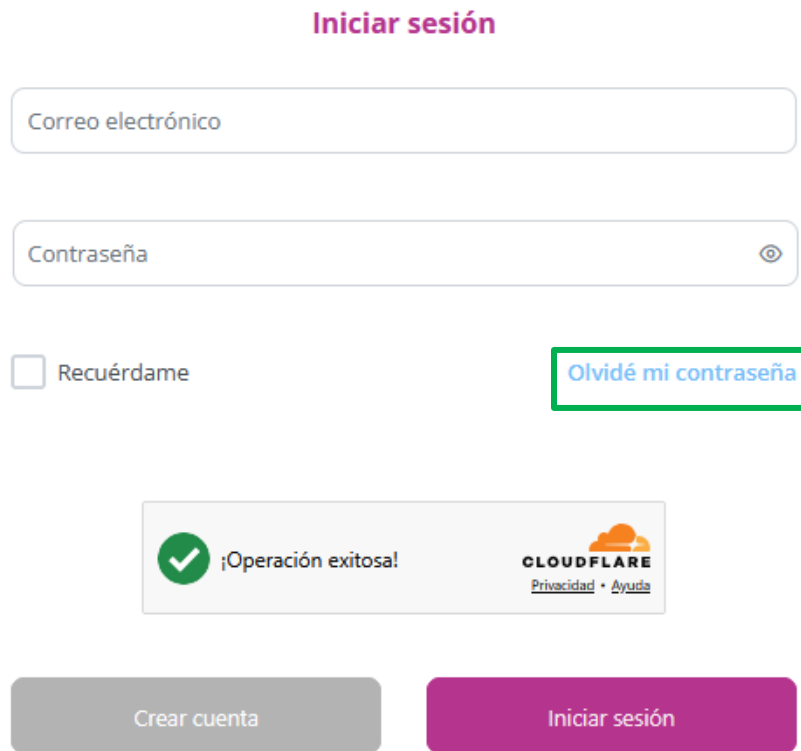 Iniciar sesión
Correo electrónico
Contraseña
Recuérdame
Olvidé mi contraseña
¡Operación exitosa!
CLOUDFLARE
Privacidad • Ayuda
Crear cuenta
Iniciar sesión